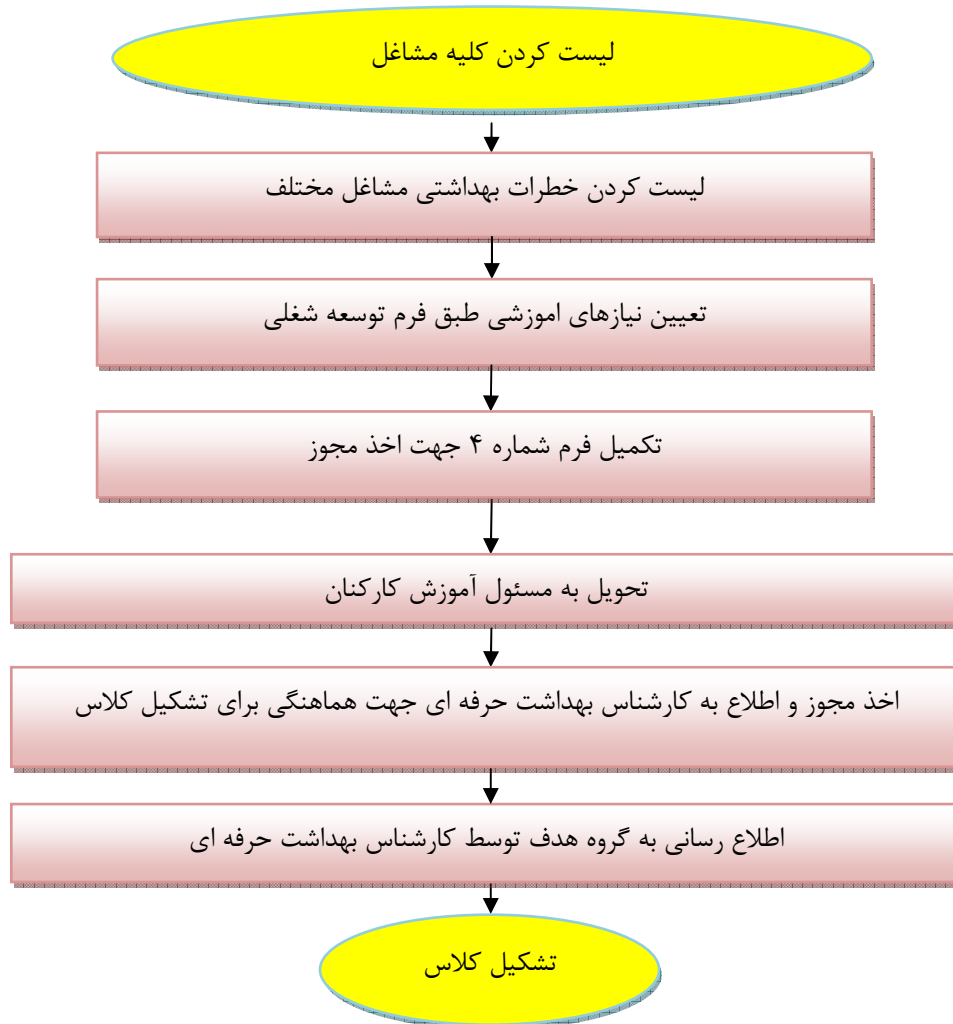 لیست کردن کلیه مشاغل
لیست کردن خطرات بهداشتی مشاغل مختلف
تعیین نیازهای اموزشی طبق فرم توسعه شغلی
تکمیل فرم شماره ۴ جهت اخذ مجوز
تحویل به مسئول آموزش کارکنان
اخذ مجوز و اطلاع به کارشناس بهداشت حرفه ای جهت هماهنگی برای تشکیل کلاس
اطلاع رسانی به گروه هدف توسط کارشناس بهداشت حرفه ای
تشکیل کلاس